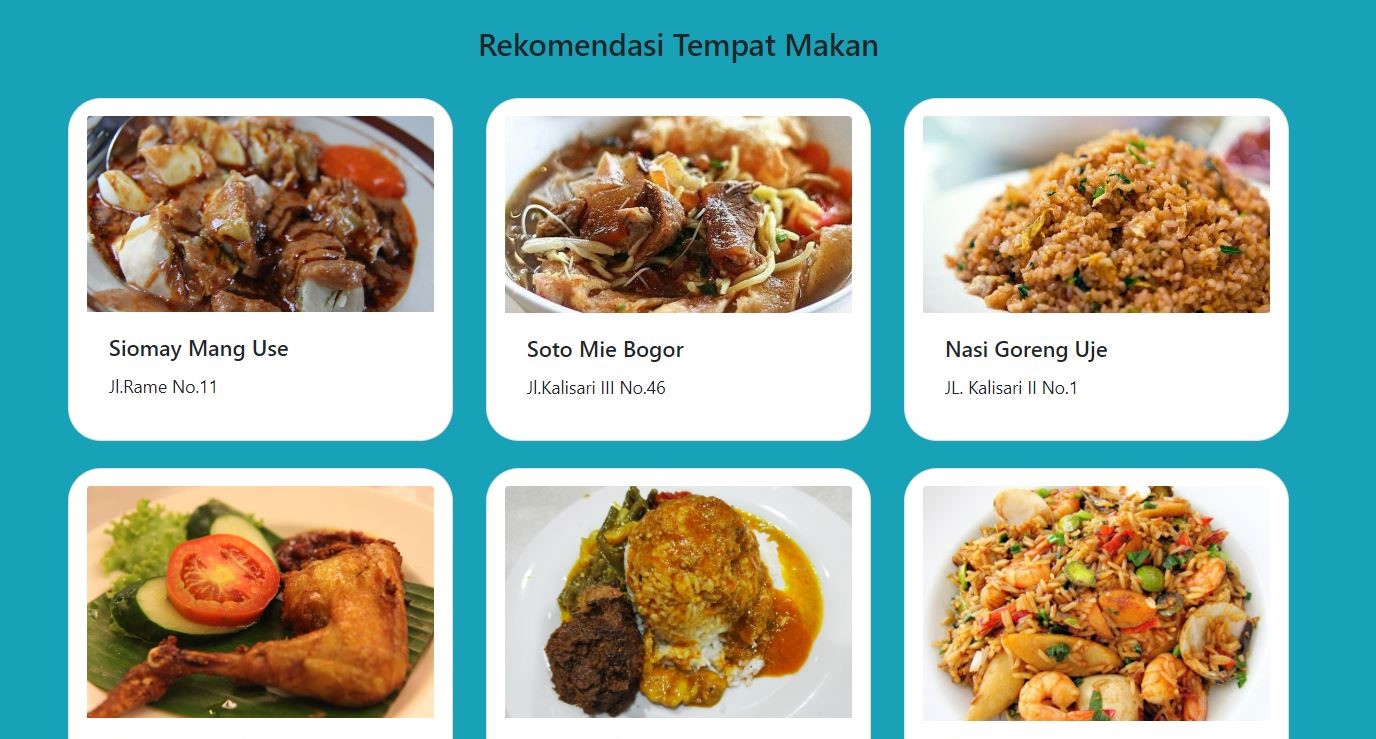 Rekomendasi Tempat Makan
Siomay Mang Use
Jl.Rame No.11
Soto Mie Bogor
Jl.Kalisari III No.46
Nasi Goreng Uje
JL. Kalisari II No.1